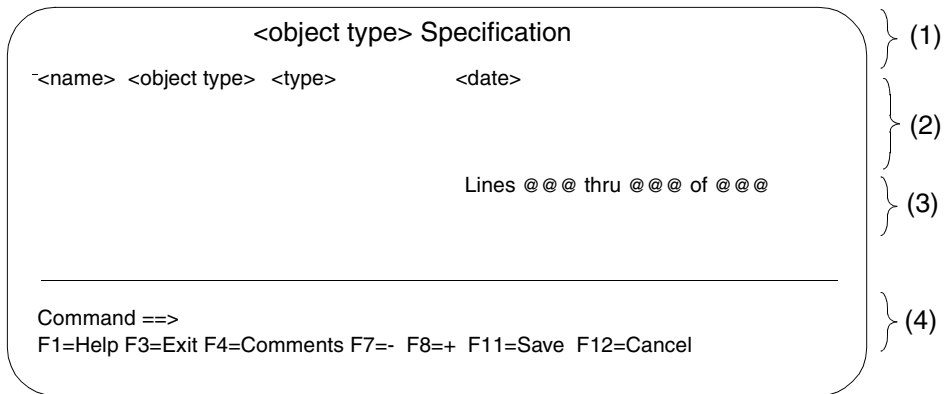 <object type> Specification
(1)
<name> <object type> <type> <date>
(2)
Lines @@@ thru @@@ of @@@
(3)
Command ==>
(4)
F1=Help F3=Exit F4=Comments F7=- F8=+ F11=Save F12=Cancel